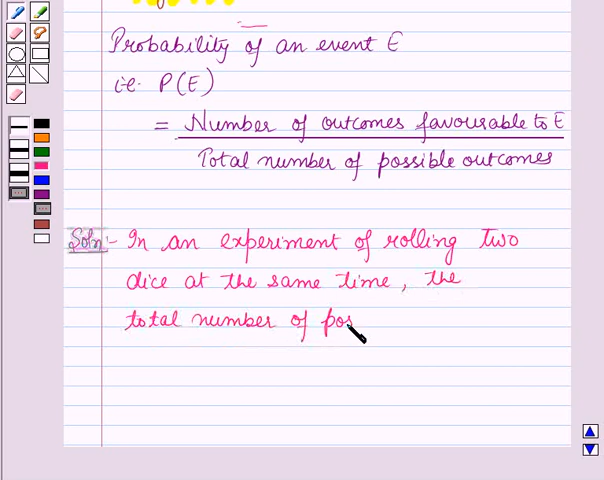 Probability of an event E
i.e. P(E)
= Number of outcomes favourable to E
Total number of possible outcomes
Soln:- In an experiment of rolling two
dice at the same time, the
total number of pos